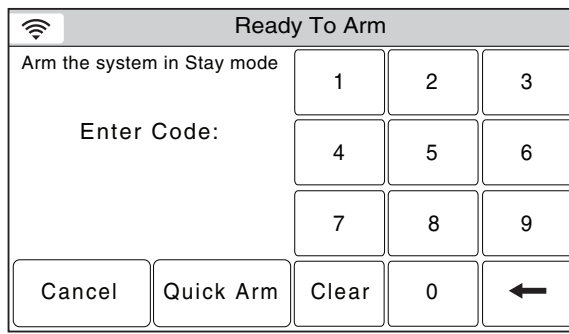 Ready To Arm
Arm the system in Stay mode
1 2 3
Enter Code:
4 5 6
7 8 9
Cancel Quick Arm Clear 0